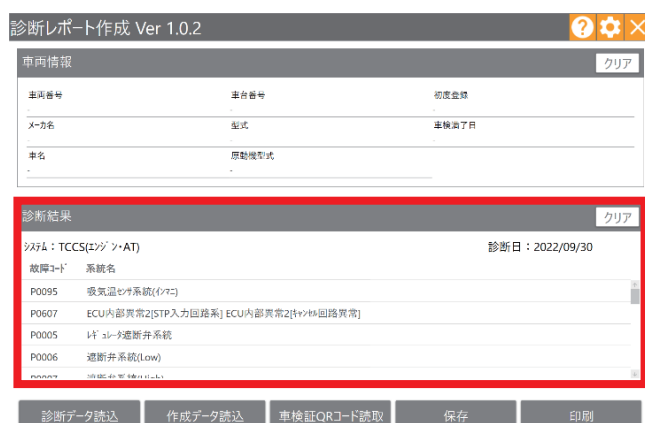 診断レポート作成 Ver 1.0.2
車両情報
クリア
車両番号 車台番号 初度登録
メーカ名 型式 車検満了日
車名 原動機型式
診断結果
クリア
システム：TCCS(エンジン・AT) 診断日：2022/09/30
故障コード 系統名
P0095 吸気温センサ系統(インマニ)
P0607 ECU内部異常2[STP入力回路系] ECU内部異常2[キャンセル回路異常]
P0005 レギュレータ遮断弁系統
P0006 遮断弁系統(Low)
診断データ読込 作成データ読込 車検証QRコード読取 保存 印刷